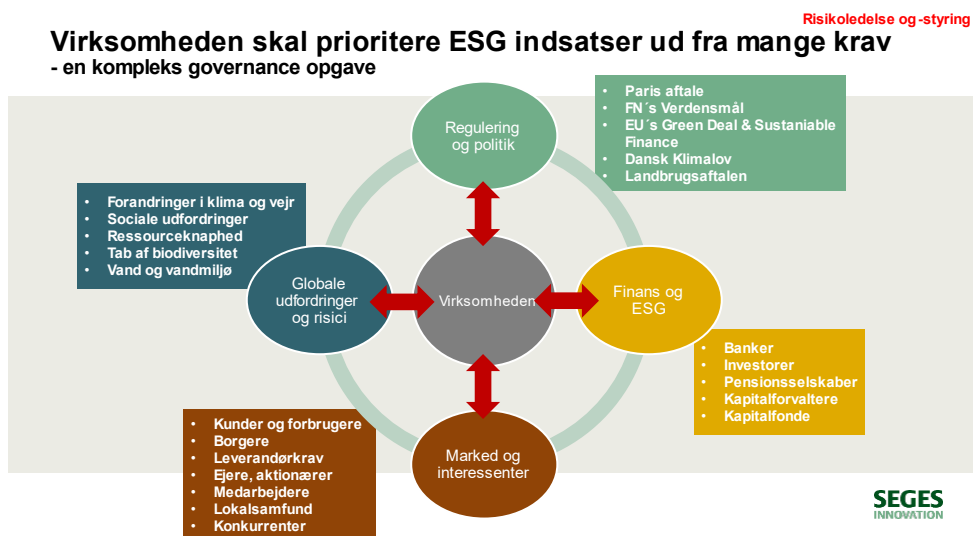 Risikoledelse og -styring
Virksomheden skal prioritere ESG indsatser ud fra mange krav
- en kompleks governance opgave
Regulering
og politik
• Paris aftale
• FN´s Verdensmål
• EU´s Green Deal & Sustaniable
Finance
• Dansk Klimalov
• Landbrugsaftalen
• Forandringer i klima og vejr
• Sociale udfordringer
• Ressourceknaphed
• Tab af biodiversitet
• Vand og vandmiljø
Globale
udfordringer
og risici
Virksomheden
Finans og
ESG
• Banker
• Investorer
• Pensionsselskaber
• Kapitalforvaltere
• Kapitalfonde
• Kunder og forbrugere
• Borgere
• Leverandørkrav
• Ejere, aktionærer
• Medarbejdere
• Lokalsamfund
• Konkurrenter
Marked og
interessenter
SEGES
INNOVATION